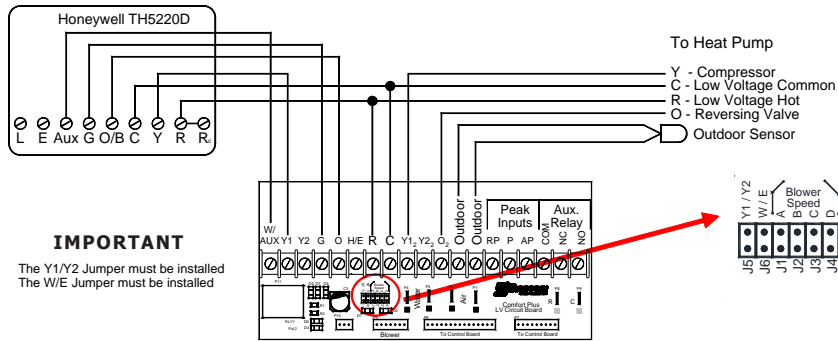 Honeywell TH5220D
L E Aux G O/B C Y R Rc
To Heat Pump
Y - Compressor
C - Low Voltage Common
R - Low Voltage Hot
O - Reversing Valve
Outdoor Sensor
IMPORTANT
The Y1/Y2 Jumper must be installed
The W/E Jumper must be installed
Peak Inputs
Aux. Relay
W/AUX Y1 Y2 G O H/E R C Y1₂ Y2₂ O₂ Outdoor Outdoor RP P AP COM NC NO
Water
Air
Comfort Plus
LV Circuit Board
R
C
Blower
To Control Board
To Control Board
Y1 / Y2
W / E
Blower
Speed
A
B
C
D
J5
J6
J1
J2
J3
J4